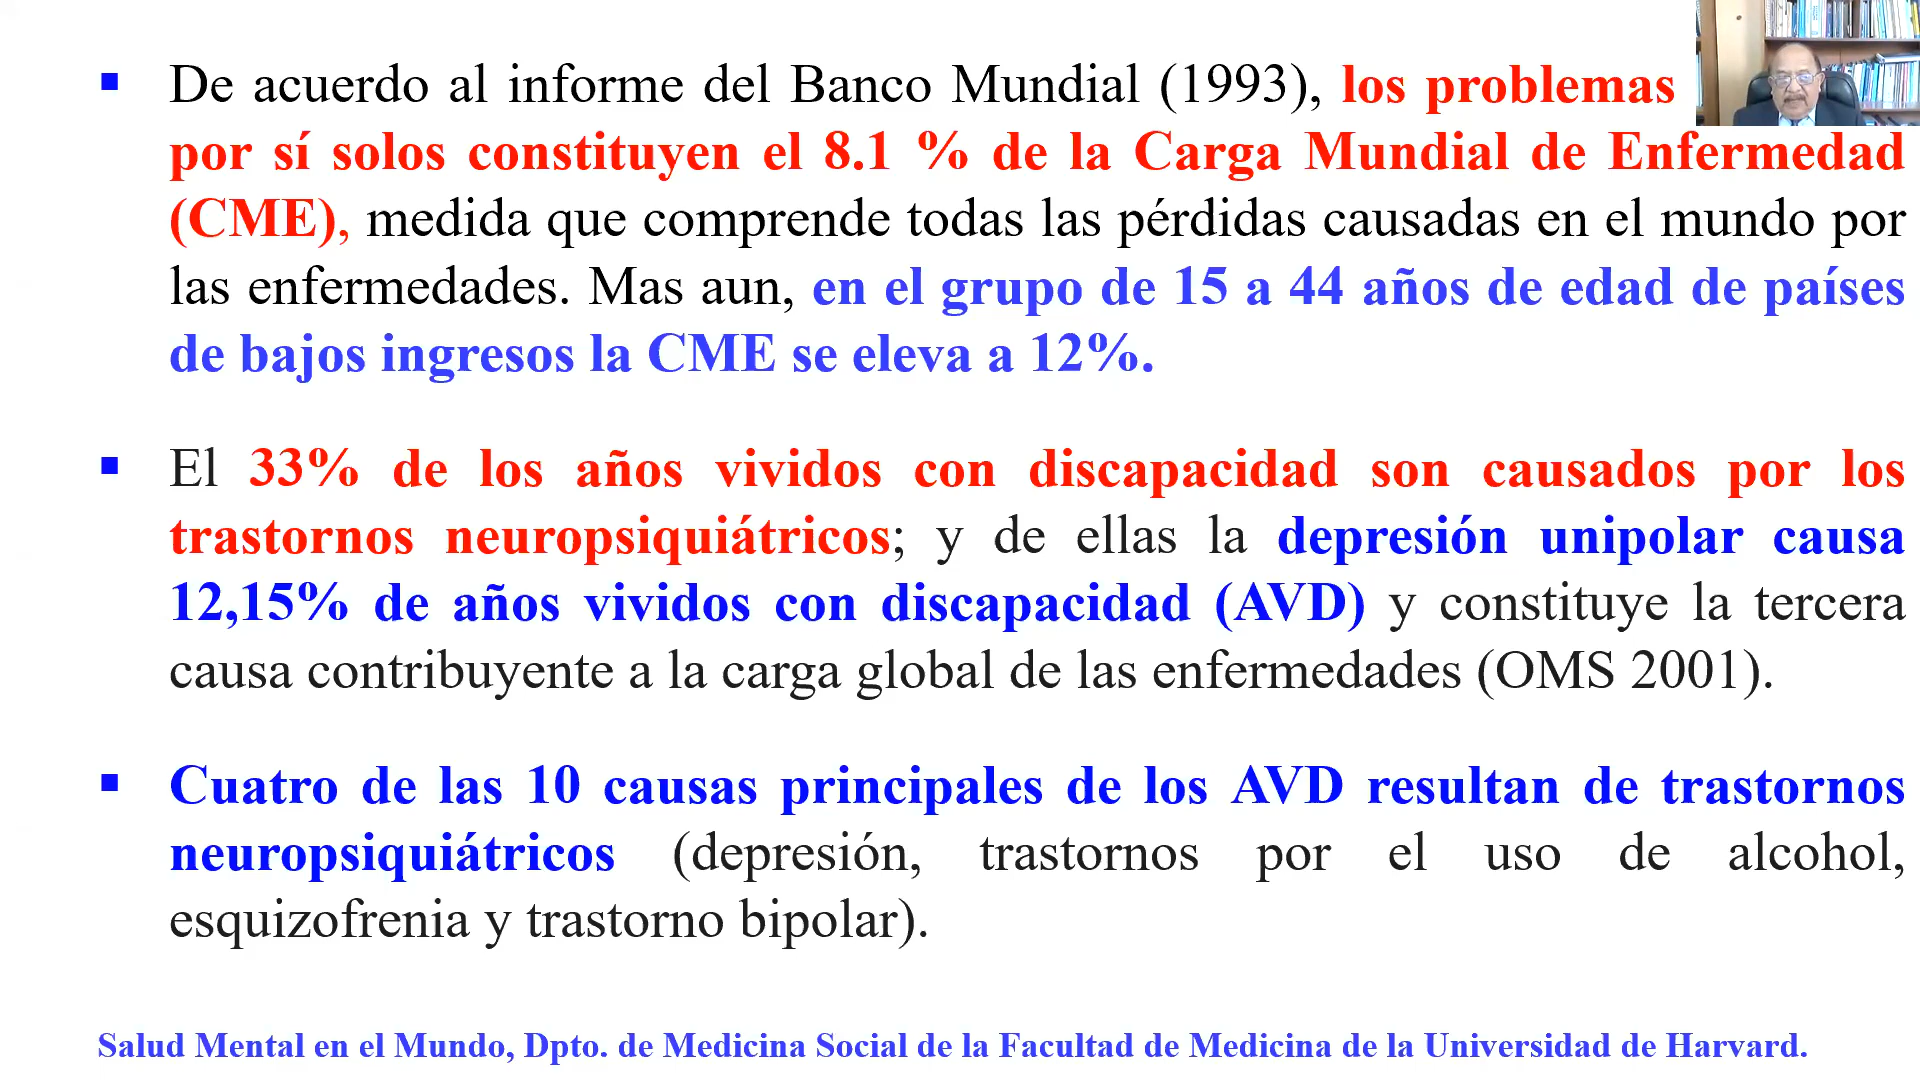 De acuerdo al informe del Banco Mundial (1993), los problemas
por sí solos constituyen el 8.1 % de la Carga Mundial de Enfermedad
(CME), medida que comprende todas las pérdidas causadas en el mundo por
las enfermedades. Mas aun, en el grupo de 15 a 44 años de edad de países
de bajos ingresos la CME se eleva a 12%.
El 33% de los años vividos con discapacidad son causados por los
trastornos neuropsiquiátricos; y de ellas la depresión unipolar causa
12,15% de años vividos con discapacidad (AVD) y constituye la tercera
causa contribuyente a la carga global de las enfermedades (OMS 2001).
Cuatro de las 10 causas principales de los AVD resultan de trastornos
neuropsiquiátricos (depresión, trastornos por el uso de alcohol,
esquizofrenia y trastorno bipolar).
Salud Mental en el Mundo, Dpto. de Medicina Social de la Facultad de Medicina de la Universidad de Harvard.